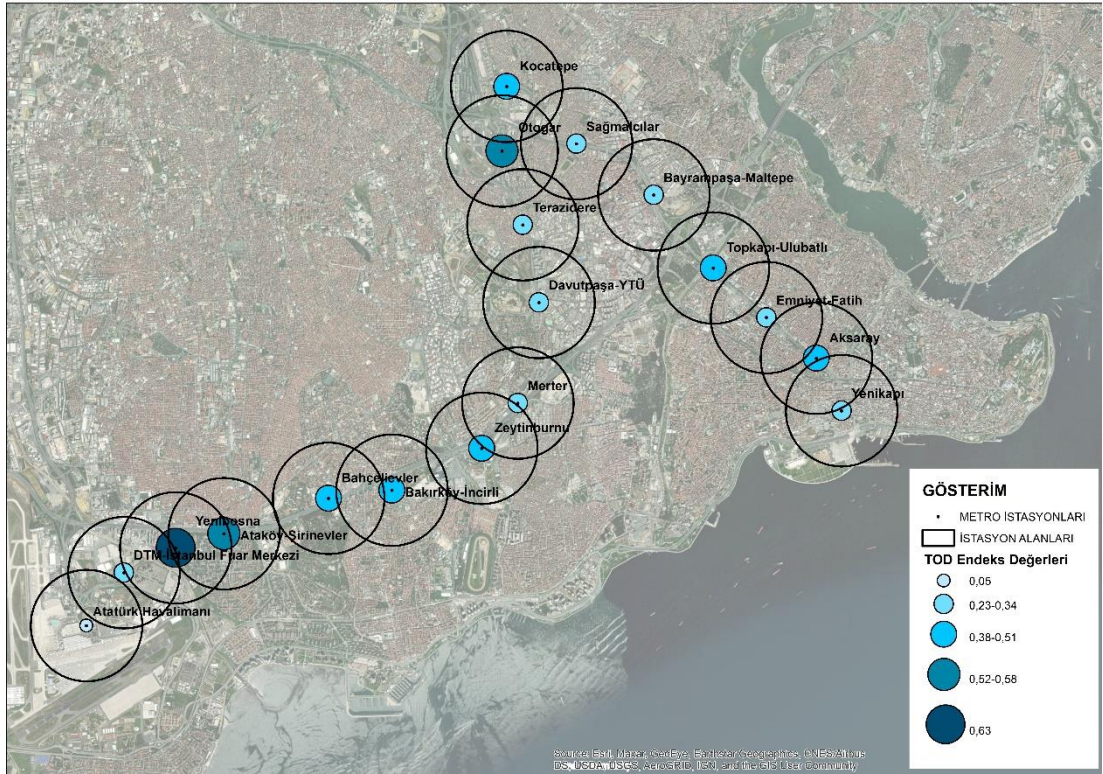 Kocatepe
Otogar
Sağmalcılar
Bayrampaşa-Maltepe
Terazidere
Topkapı-Ulubatlı
Davutpaşa-YTÜ
Emniyet-Fatih
Aksaray
Merter
Yenikapı
Zeytinburnu
Bahçelievler
Bakırköy-İncirli
Yenibosna
Ataköy-Şirinevler
DTM-İstanbul Fuar Merkezi
Atatürk Havalimanı
GÖSTERİM
METRO İSTASYONLARI
İSTASYON ALANLARI
TOD Endeks Değerleri
0,05
0,23-0,34
0,38-0,51
0,52-0,58
0,63
Source: Esri, Maxar, GeoEye, Earthstar Geographics, CNES/Airbus
DS, USDA, USGS, AeroGRID, IGN, and the GIS User Community